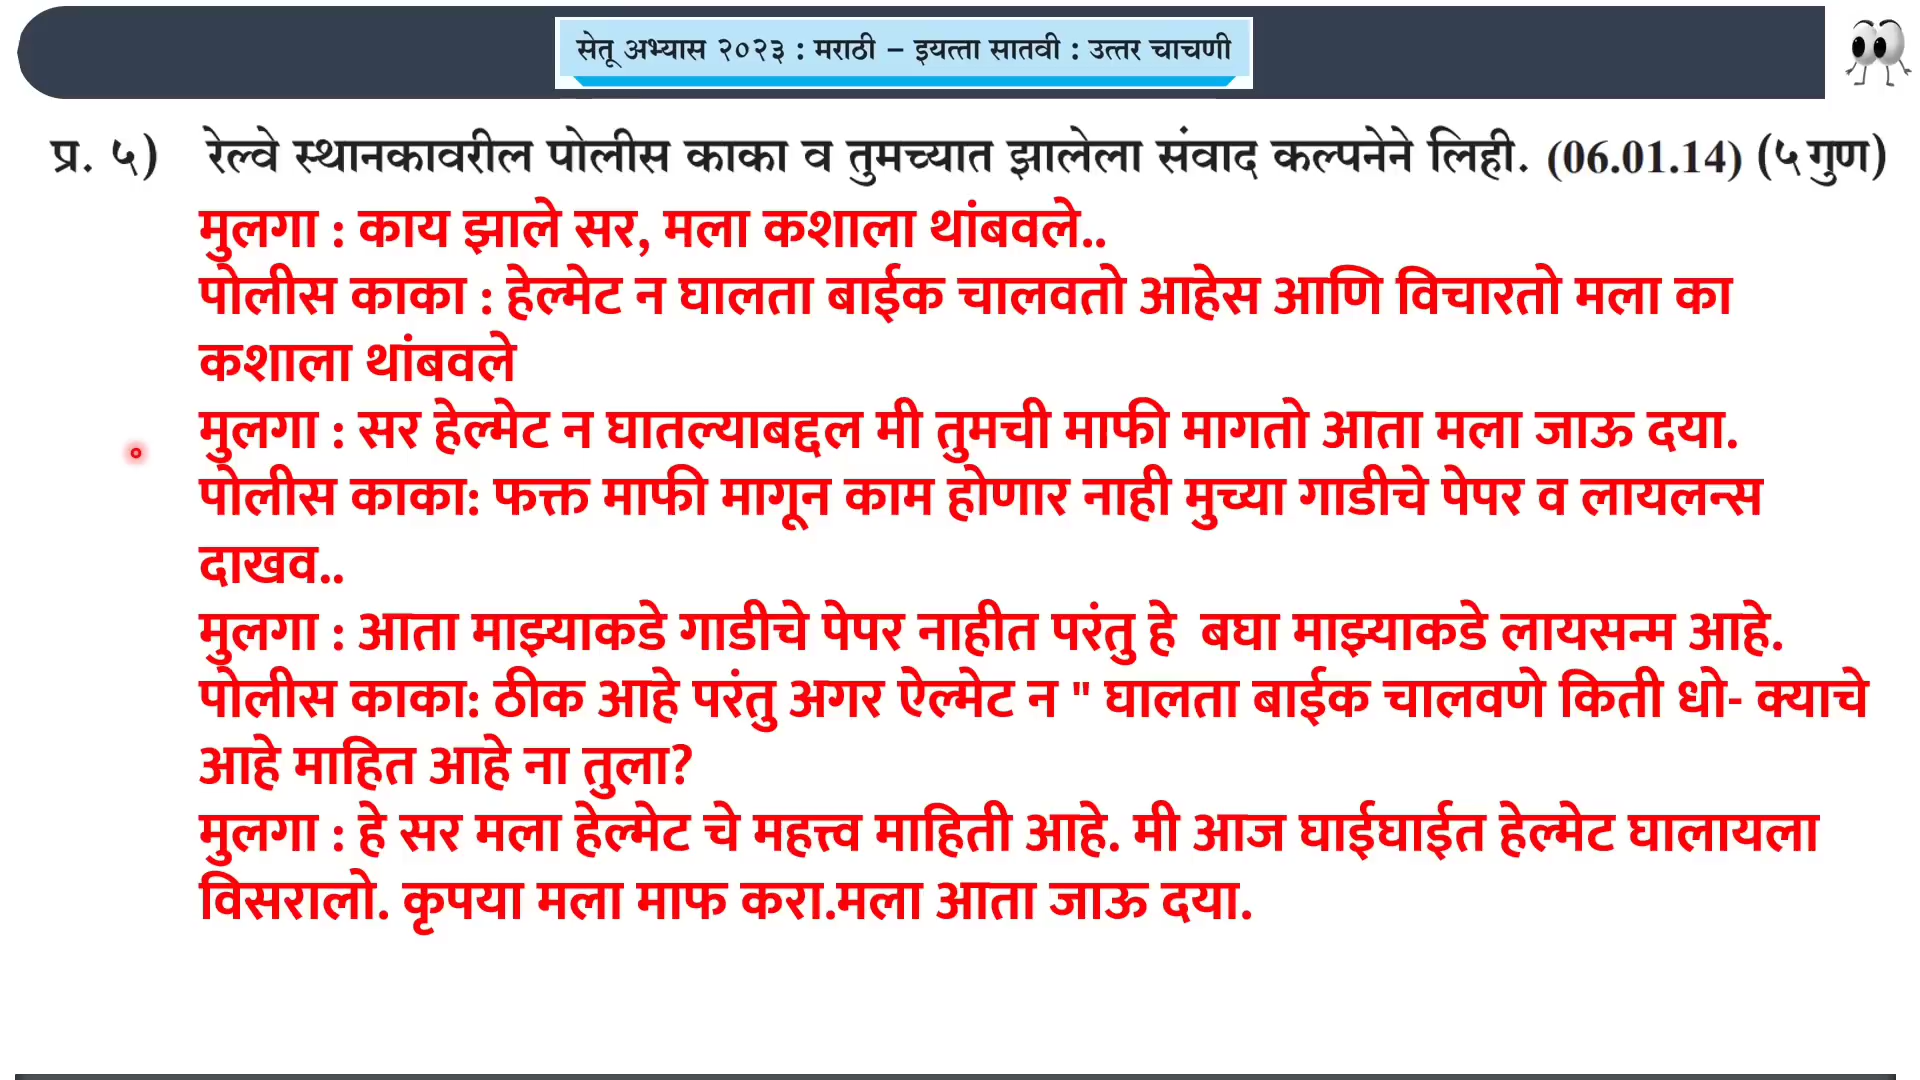 सेतू अभ्यास २०२३ : मराठी – इयत्ता सातवी : उत्तर चाचणी
प्र. ५) रेल्वे स्थानकावरील पोलीस काका व तुमच्यात झालेला संवाद कल्पनेने लिही. (06.01.14) (५ गुण)
मुलगा : काय झाले सर, मला कशाला थांबवले..
पोलीस काका : हेल्मेट न घालता बाईक चालवतो आहेस आणि विचारतो मला का
कशाला थांबवले
मुलगा : सर हेल्मेट न घातल्याबद्दल मी तुमची माफी मागतो आता मला जाऊ दया.
पोलीस काका: फक्त माफी मागून काम होणार नाही मुच्या गाडीचे पेपर व लायलन्स
दाखव..
मुलगा : आता माझ्याकडे गाडीचे पेपर नाहीत परंतु हे बघा माझ्याकडे लायसन्म आहे.
पोलीस काका: ठीक आहे परंतु अगर ऐल्मेट न " घालता बाईक चालवणे किती धो- क्याचे
आहे माहित आहे ना तुला?
मुलगा : हे सर मला हेल्मेट चे महत्त्व माहिती आहे. मी आज घाईघाईत हेल्मेट घालायला
विसरालो. कृपया मला माफ करा.मला आता जाऊ दया.